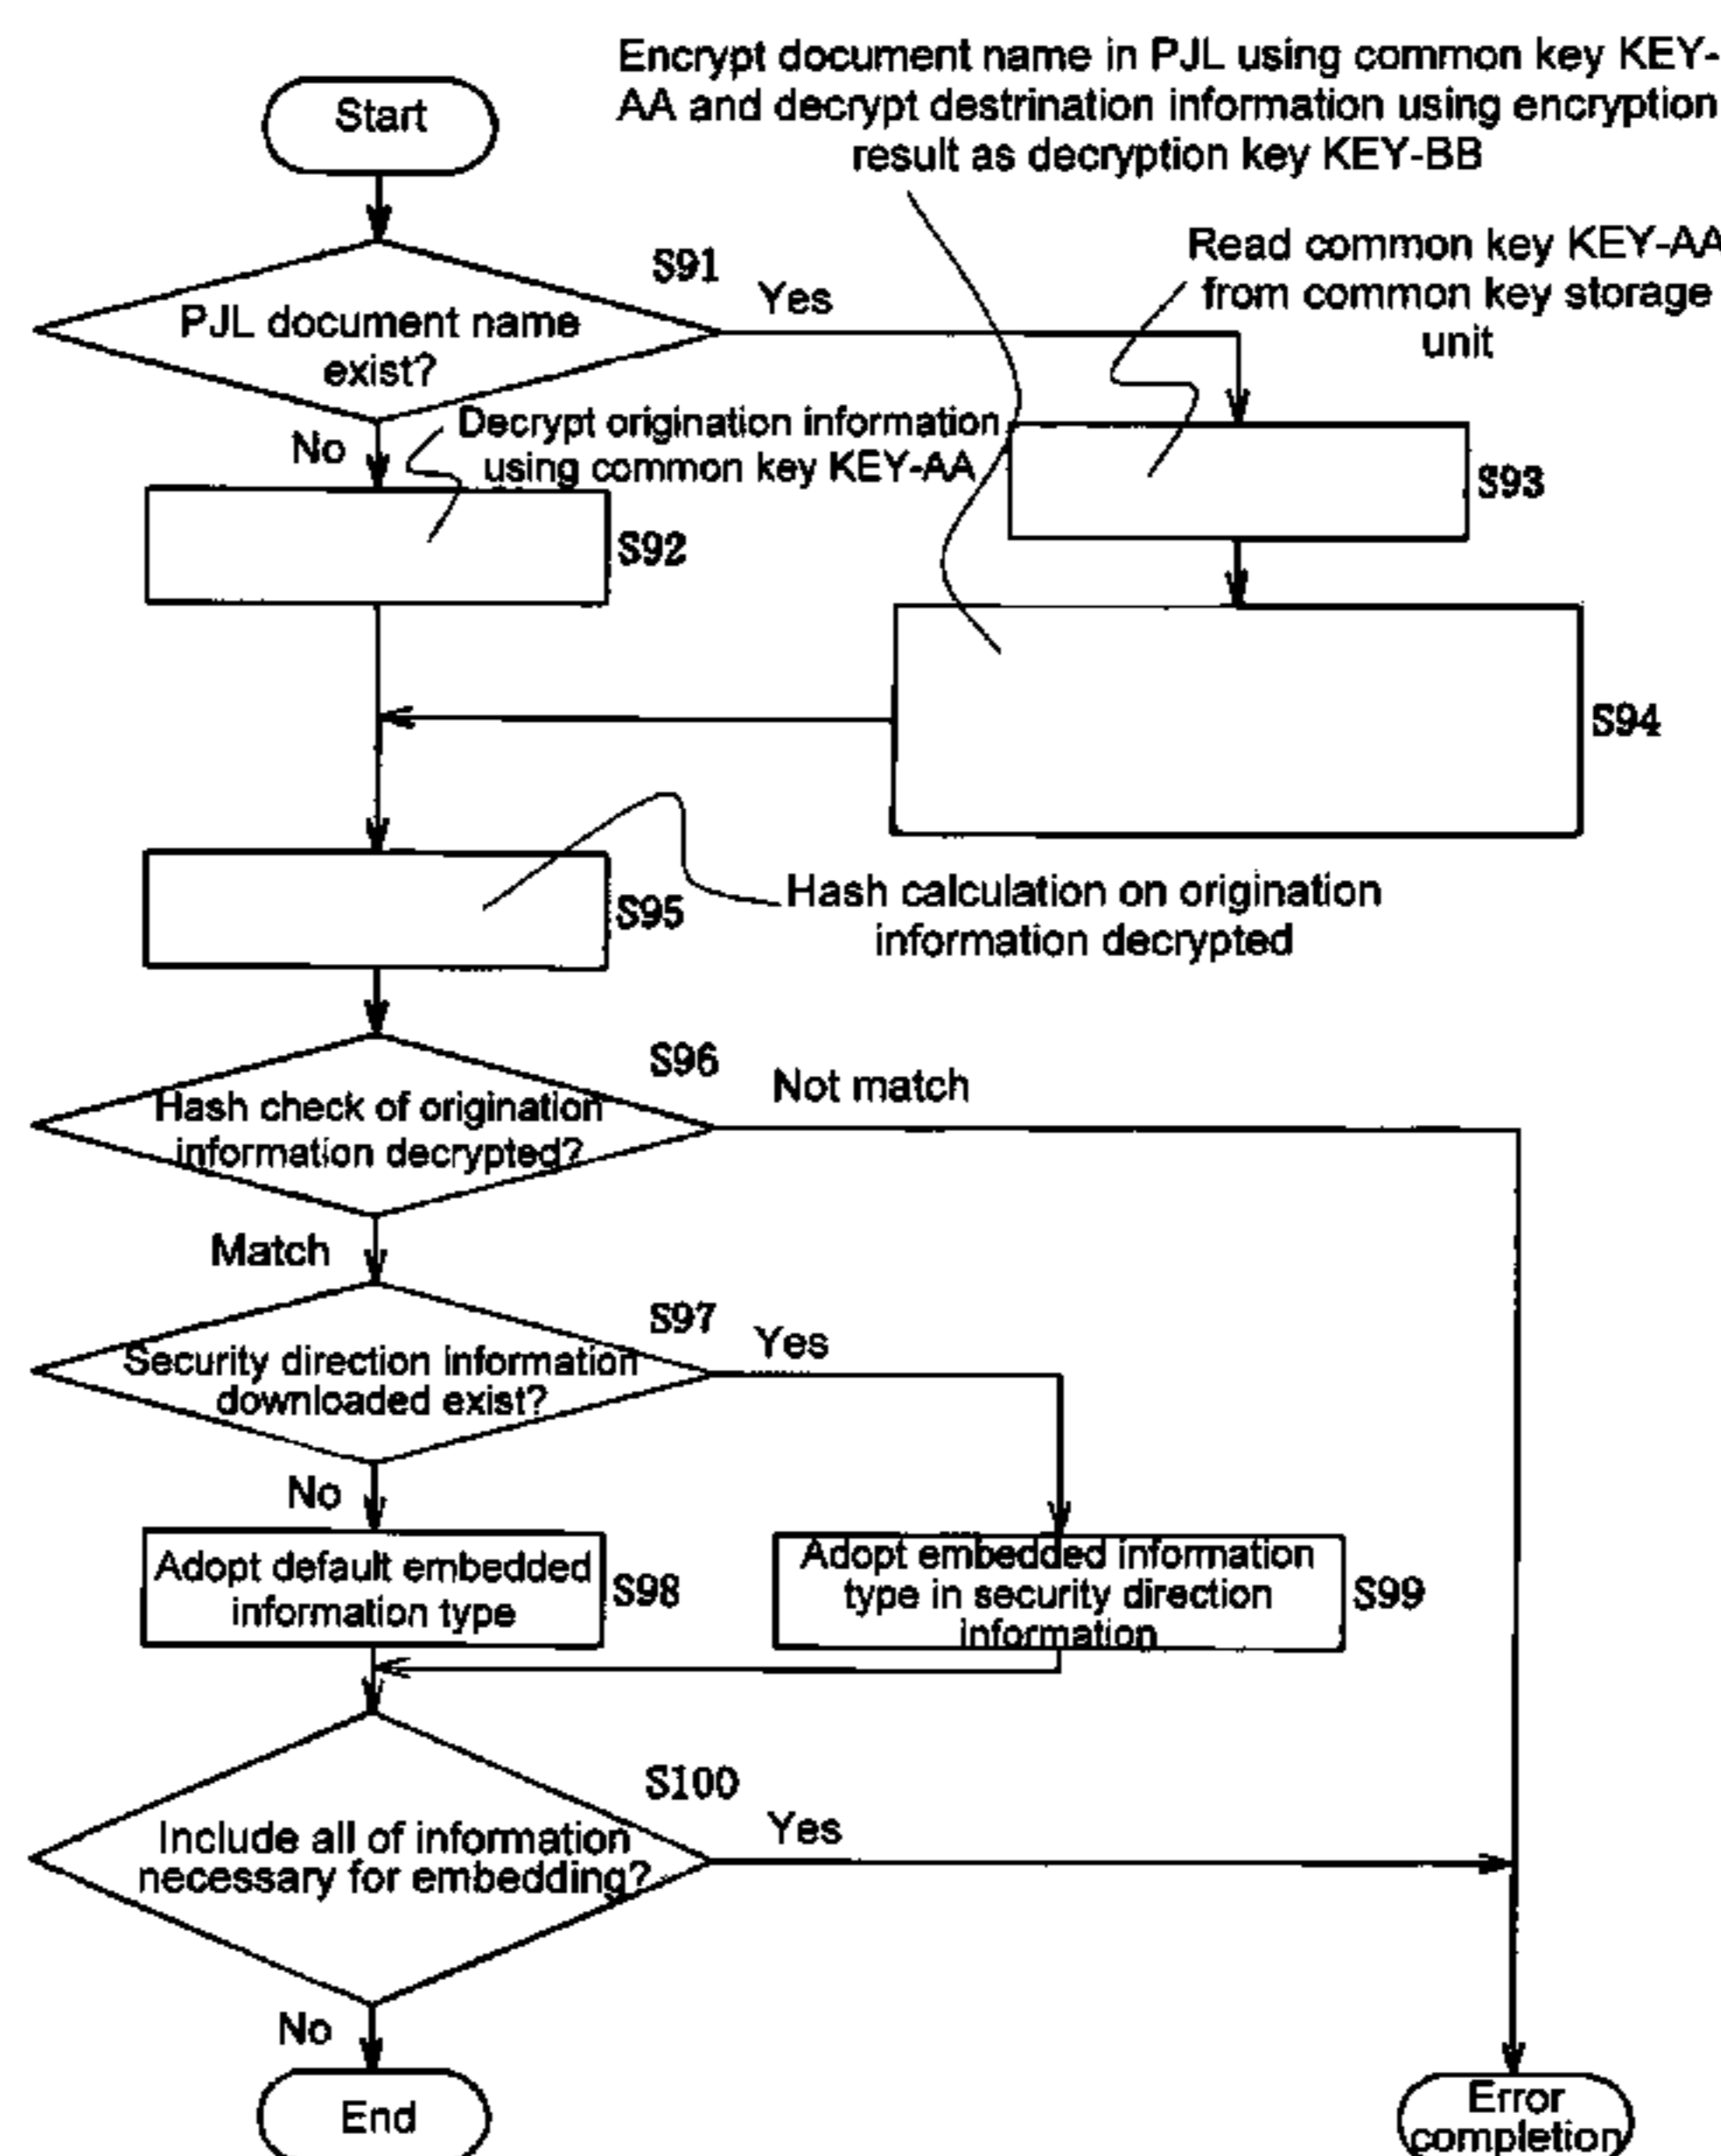 Encrypt document name in PJL using common key KEY-
AA and decrypt destrination information using encryption
result as decryption key KEY-BB
Start
Read common key KEY-AA
from common key storage
unit
S91
Yes
PJL document name
exist?
No
Decrypt origination information
using common key KEY-AA
S93
S92
S94
S95
Hash calculation on origination
information decrypted
S96
Not match
Hash check of origination
information decrypted?
Match
S97
Yes
Security direction information
downloaded exist?
No
Adopt default embedded
information type
S98
Adopt embedded information
type in security direction
information
S99
S100
Yes
Include all of information
necessary for embedding?
No
End
Error
completion